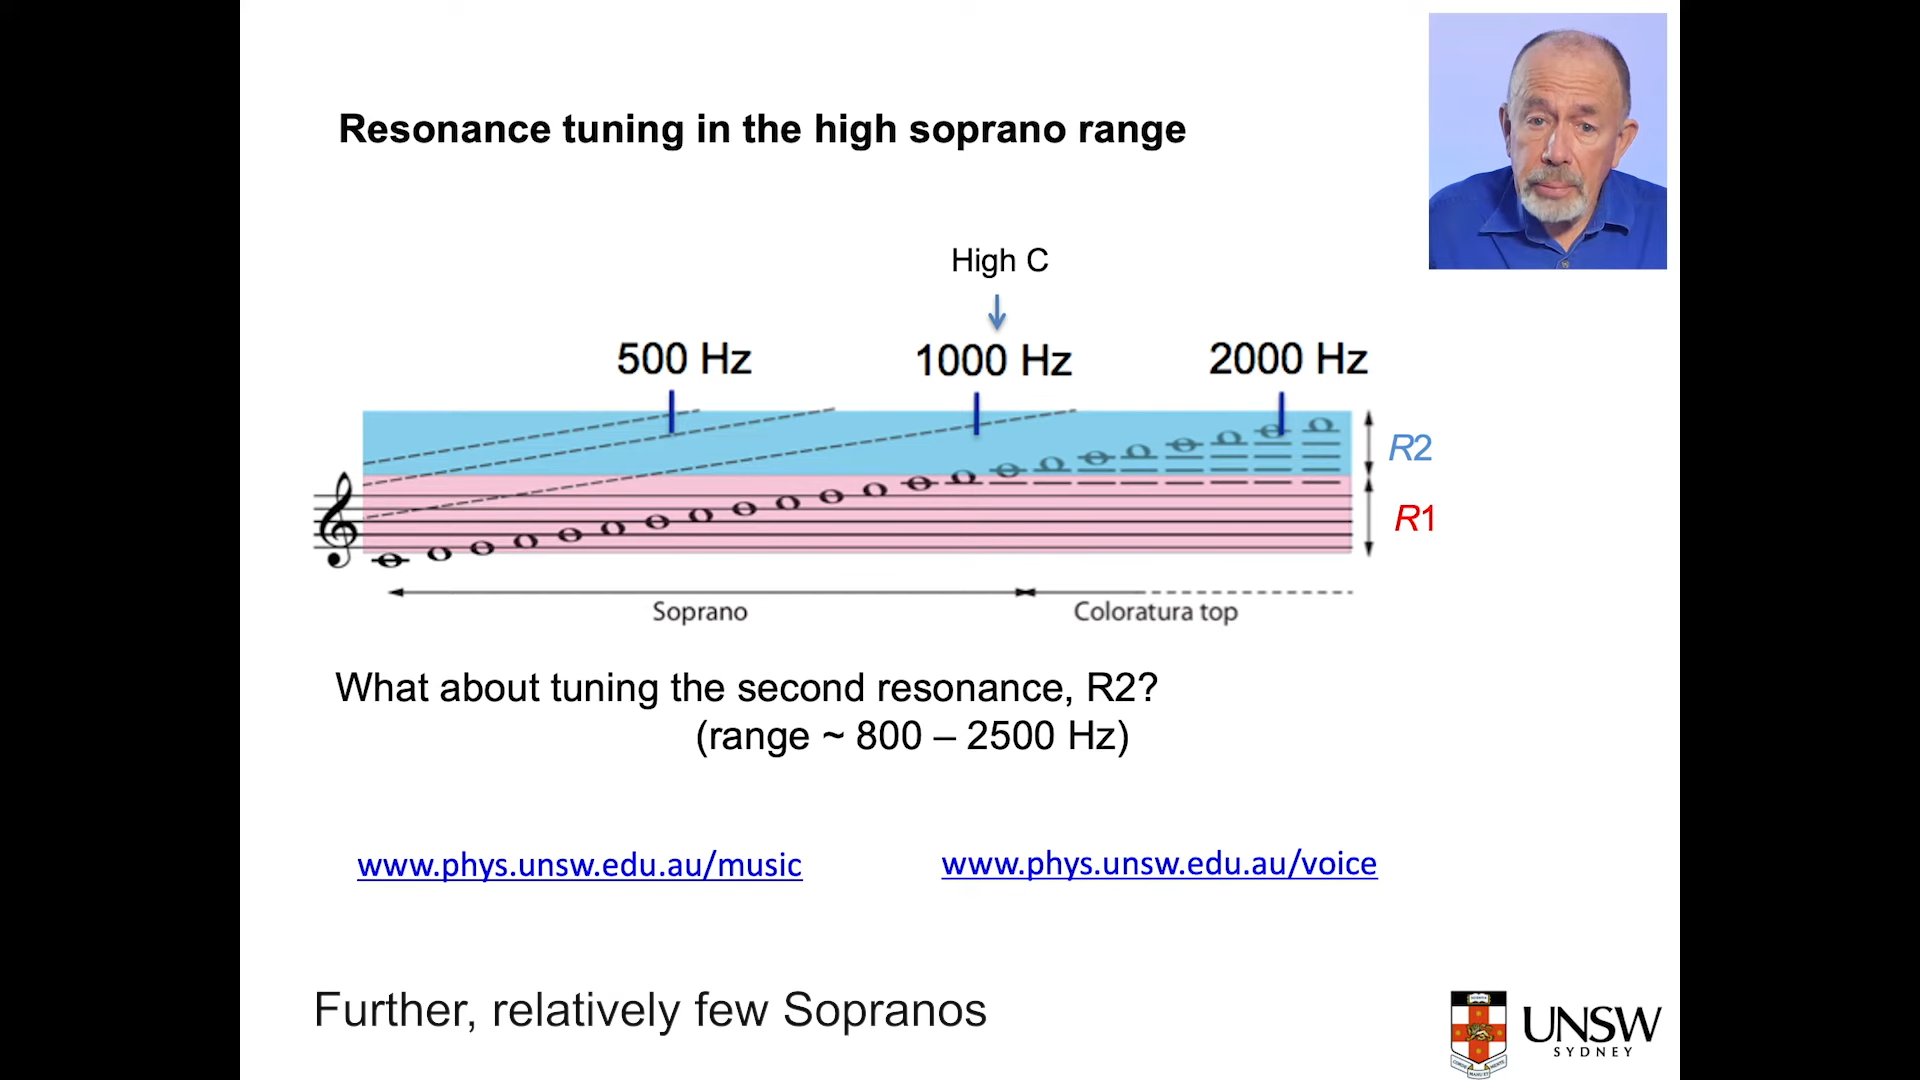 Resonance tuning in the high soprano range
High C
500 Hz
1000 Hz
2000 Hz
R2
R1
Soprano
Coloratura top
What about tuning the second resonance, R2?
(range ~ 800 – 2500 Hz)
www.phys.unsw.edu.au/music
www.phys.unsw.edu.au/voice
Further, relatively few Sopranos
UNSW
SYDNEY